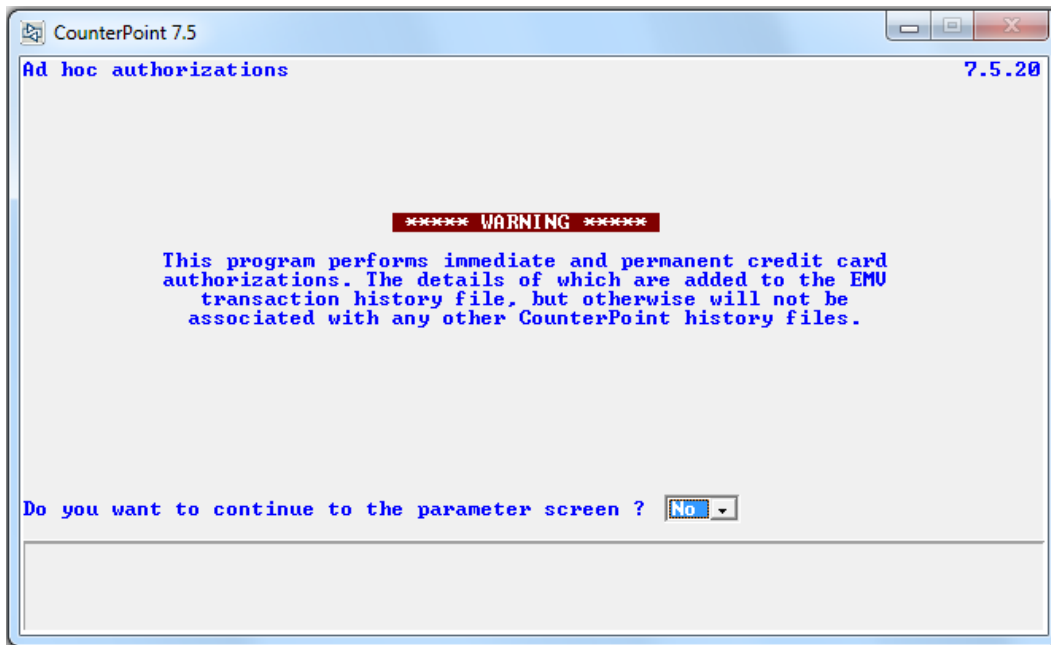 CounterPoint 7.5
Ad hoc authorizations 7.5.20
***** WARNING *****
This program performs immediate and permanent credit card
authorizations. The details of which are added to the EMV
transaction history file, but otherwise will not be
associated with any other CounterPoint history files.
Do you want to continue to the parameter screen ? No